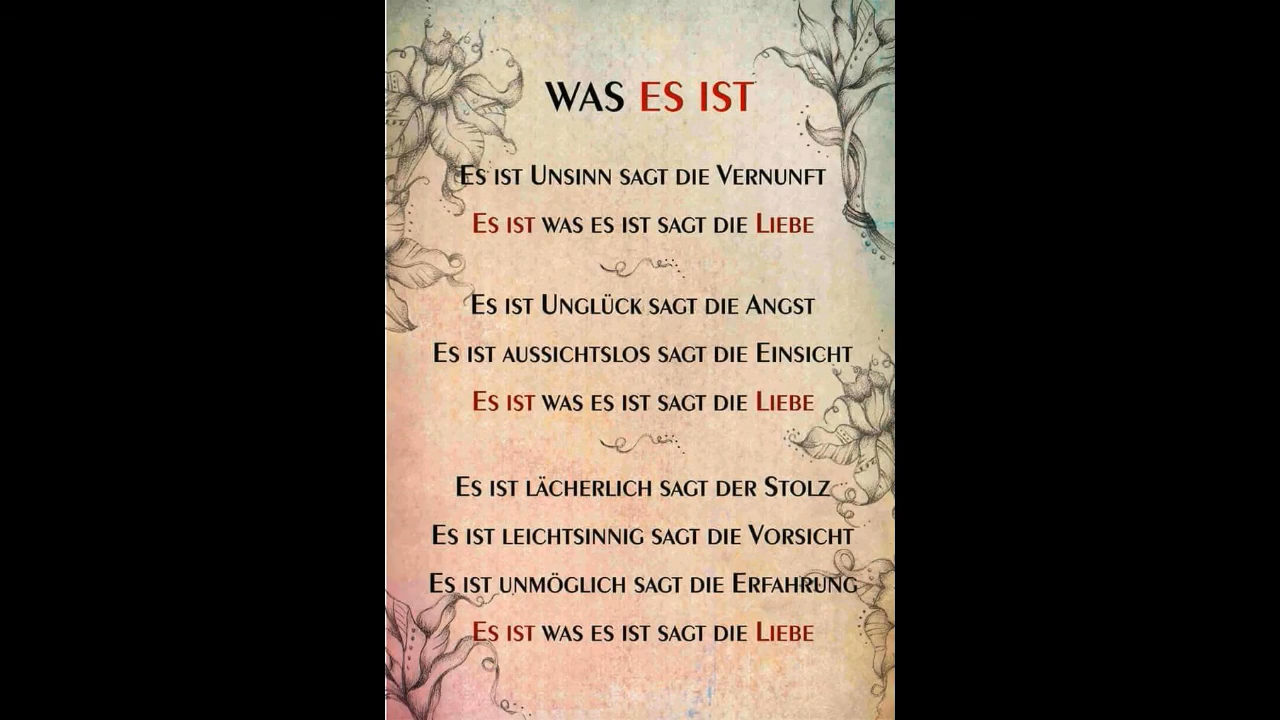 WAS ES IST
ES IST UNSINN SAGT DIE VERNUNFT
ES IST WAS ES IST SAGT DIE LIEBE
ES IST UNGLÜCK SAGT DIE ANGST
ES IST AUSSICHTSLOS SAGT DIE EINSICHT
ES IST WAS ES IST SAGT DIE LIEBE
ES IST LÄCHERLICH SAGT DER STOLZ
ES IST LEICHTSINNIG SAGT DIE VORSICHT
ES IST UNMÖGLICH SAGT DIE ERFAHRUNG
ES IST WAS ES IST SAGT DIE LIEBE